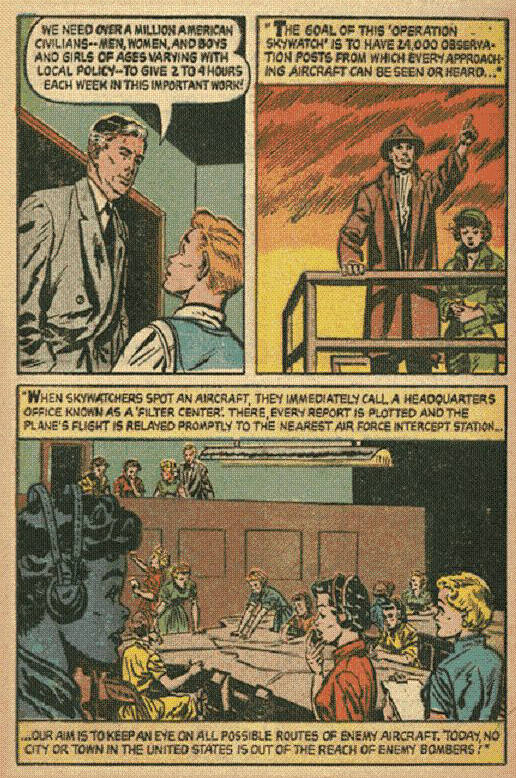 WE NEED OVER A MILLION AMERICAN
CIVILIANS--MEN, WOMEN, AND BOYS
AND GIRLS OF AGES VARYING WITH
LOCAL POLICY--TO GIVE 2 TO 4 HOURS
EACH WEEK IN THIS IMPORTANT WORK!
"THE GOAL OF THIS 'OPERATION
SKYWATCH' IS TO HAVE 24,000 OBSERVA-
TION POSTS FROM WHICH EVERY APPROACH-
ING AIRCRAFT CAN BE SEEN OR HEARD..."
"WHEN SKYWATCHERS SPOT AN AIRCRAFT, THEY IMMEDIATELY CALL A HEADQUARTERS
OFFICE KNOWN AS A 'FILTER CENTER'. THERE, EVERY REPORT IS PLOTTED AND THE
PLANE'S FLIGHT IS RELAYED PROMPTLY TO THE NEAREST AIR FORCE INTERCEPT STATION...
...OUR AIM IS TO KEEP AN EYE ON ALL POSSIBLE ROUTES OF ENEMY AIRCRAFT. TODAY, NO
CITY OR TOWN IN THE UNITED STATES IS OUT OF THE REACH OF ENEMY BOMBERS!"